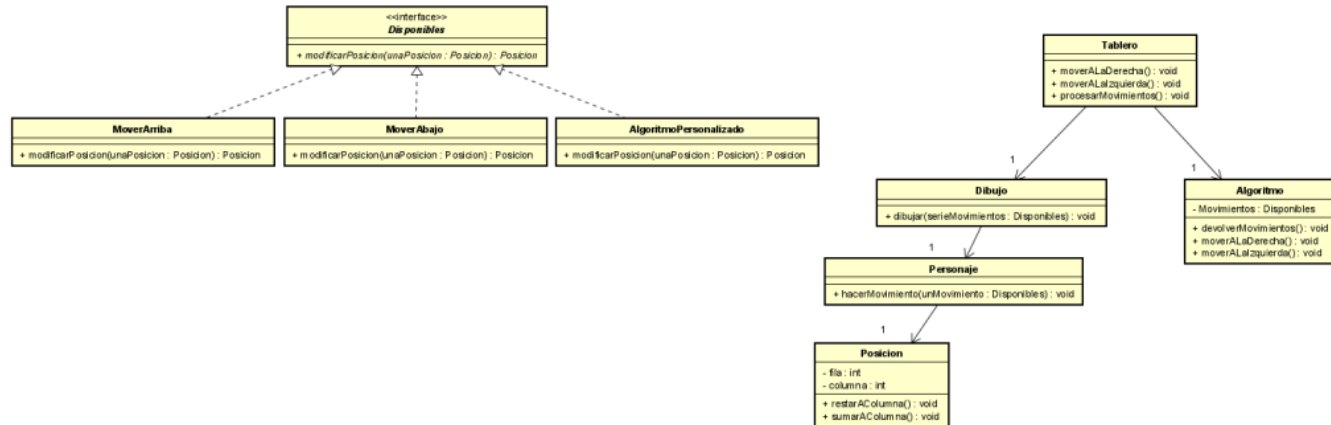 <<interface>>
Disponibles
+ modificarPosicion(unaPosicion : Posicion) : Posicion
MoverArriba
+ modificarPosicion(unaPosicion : Posicion) : Posicion
MoverAbajo
+ modificarPosicion(unaPosicion : Posicion) : Posicion
AlgoritmoPersonalizado
+ modificarPosicion(unaPosicion : Posicion) : Posicion
Tablero
+ moverALaDerecha() : void
+ moverALaIzquierda() : void
+ procesarMovimientos() : void
1
1
Dibujo
+ dibujar(serieMovimientos : Disponibles) : void
Algoritmo
- Movimientos : Disponibles
+ devolverMovimientos() : void
+ moverALaDerecha() : void
+ moverALaIzquierda() : void
1
Personaje
+ hacerMovimiento(unMovimiento : Disponibles) : void
1
Posicion
- fila : int
- columna : int
+ restarAColumna() : void
+ sumarAColumna() : void